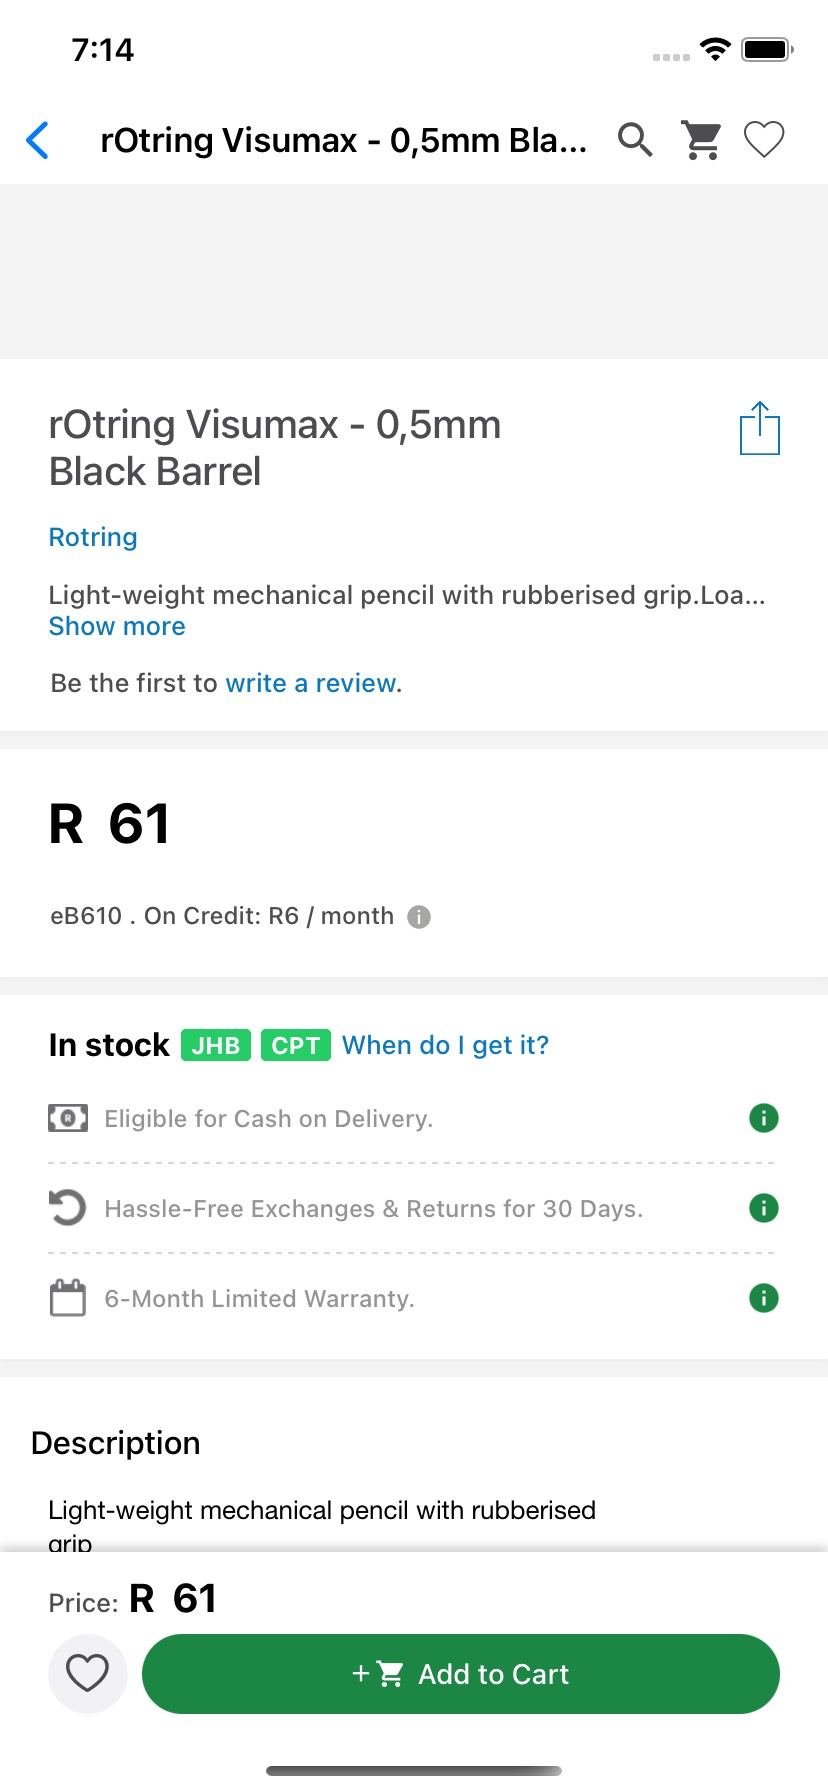 7:14
rOtring Visumax - 0,5mm Bla...
rOtring Visumax - 0,5mm
Black Barrel
Rotring
Light-weight mechanical pencil with rubberised grip.Loa...
Show more
Be the first to write a review.
R 61
eB610 . On Credit: R6 / month
In stock JHB CPT When do I get it?
Eligible for Cash on Delivery.
Hassle-Free Exchanges & Returns for 30 Days.
6-Month Limited Warranty.
Description
Light-weight mechanical pencil with rubberised
grip
Price: R 61
+ Add to Cart